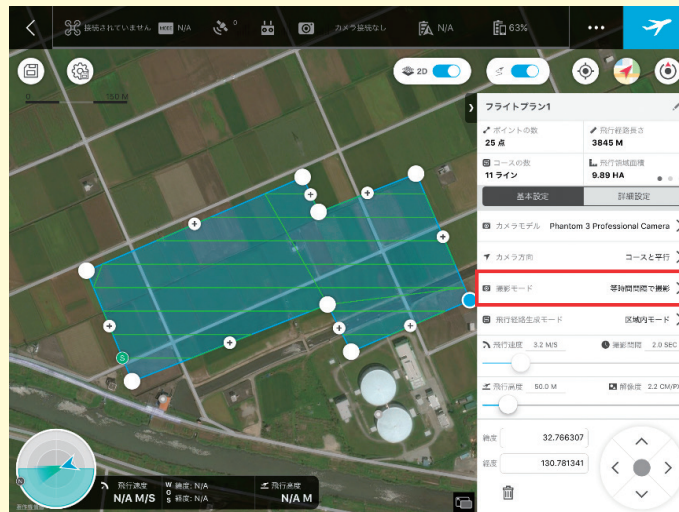 接続されていません MODE N/A 0 カメラ接続なし N/A 63% •••
0 150 M
2D
フライトプラン1
ポイントの数 飛行経路長さ
25 点 3845 M
コースの数 飛行領域面積
11 ライン 9.89 HA
基本設定 詳細設定
カメラモデル Phantom 3 Professional Camera
カメラ方向 コースと平行
撮影モード 等時間間隔で撮影
飛行経路生成モード 区域内モード
飛行速度 3.2 M/S 撮影間隔 2.0 SEC
飛行高度 50.0 M 解像度 2.2 CM/PX
緯度 32.766307
経度 130.781341
S
N
飛行速度 WGS 緯度: N/A 飛行高度
N/A M/S 経度: N/A N/A M